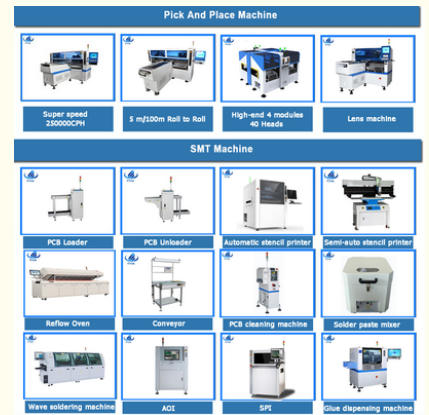 Pick And Place Machine
Super speed
250000CPH
5 m/100m Roll to Roll
High-end 4 modules
40 Heads
Lens machine
SMT Machine
PCB Loader
PCB Unloader
Automatic stencil printer
Semi-auto stencil printer
Reflow Oven
Conveyor
PCB cleaning machine
Solder paste mixer
Wave soldering machine
AOI
SPI
Glue dispensing machine